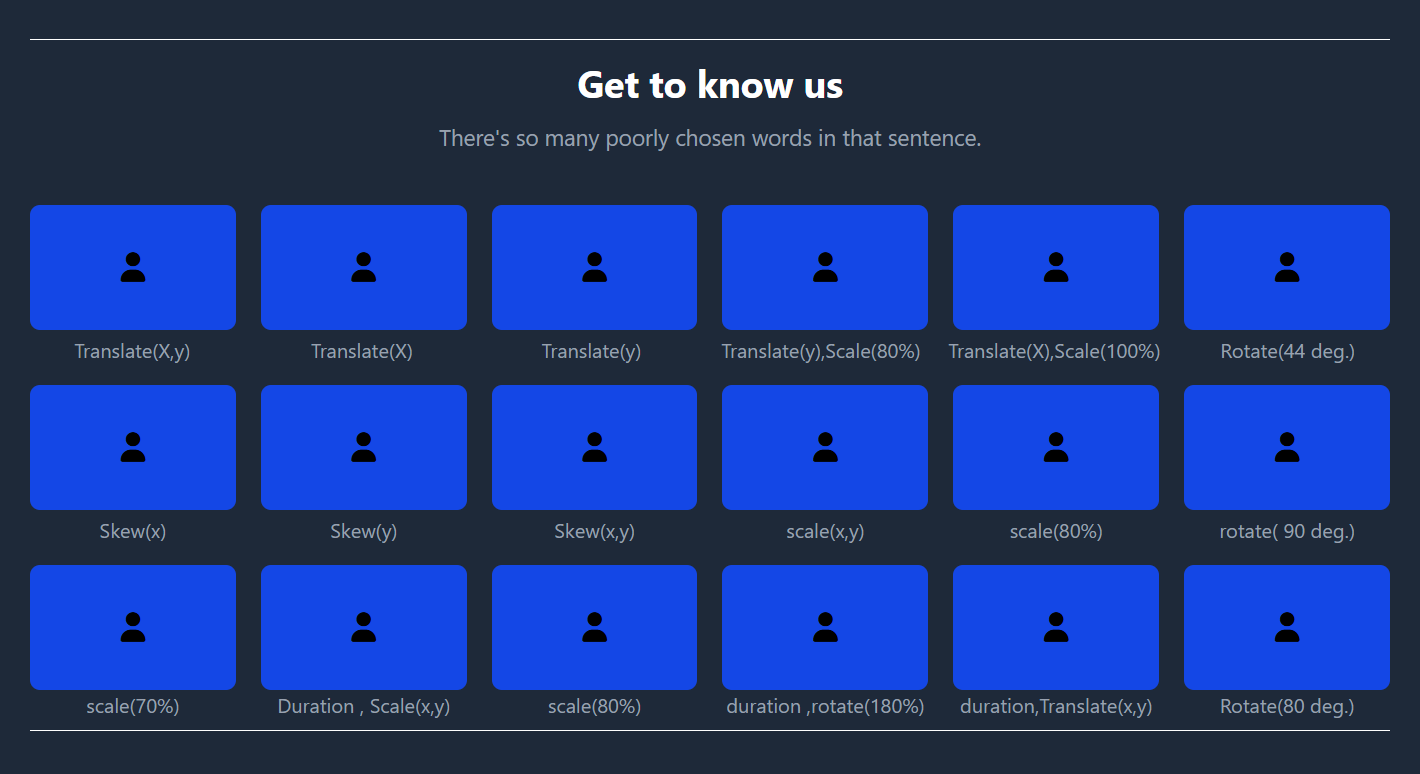 Get to know us
There's so many poorly chosen words in that sentence.
Translate(X,y) Translate(X) Translate(y) Translate(y),Scale(80%) Translate(X),Scale(100%) Rotate(44 deg.)
Skew(x) Skew(y) Skew(x,y) scale(x,y) scale(80%) rotate( 90 deg.)
scale(70%) Duration , Scale(x,y) scale(80%) duration ,rotate(180%) duration,Translate(x,y) Rotate(80 deg.)